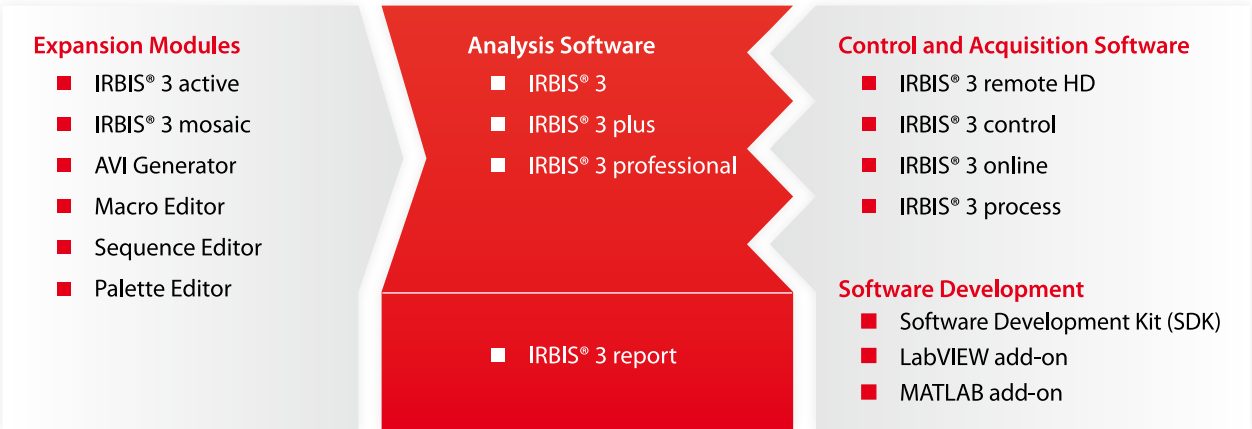 Expansion Modules
IRBIS® 3 active
IRBIS® 3 mosaic
AVI Generator
Macro Editor
Sequence Editor
Palette Editor
Analysis Software
IRBIS® 3
IRBIS® 3 plus
IRBIS® 3 professional
IRBIS® 3 report
Control and Acquisition Software
IRBIS® 3 remote HD
IRBIS® 3 control
IRBIS® 3 online
IRBIS® 3 process
Software Development
Software Development Kit (SDK)
LabVIEW add-on
MATLAB add-on